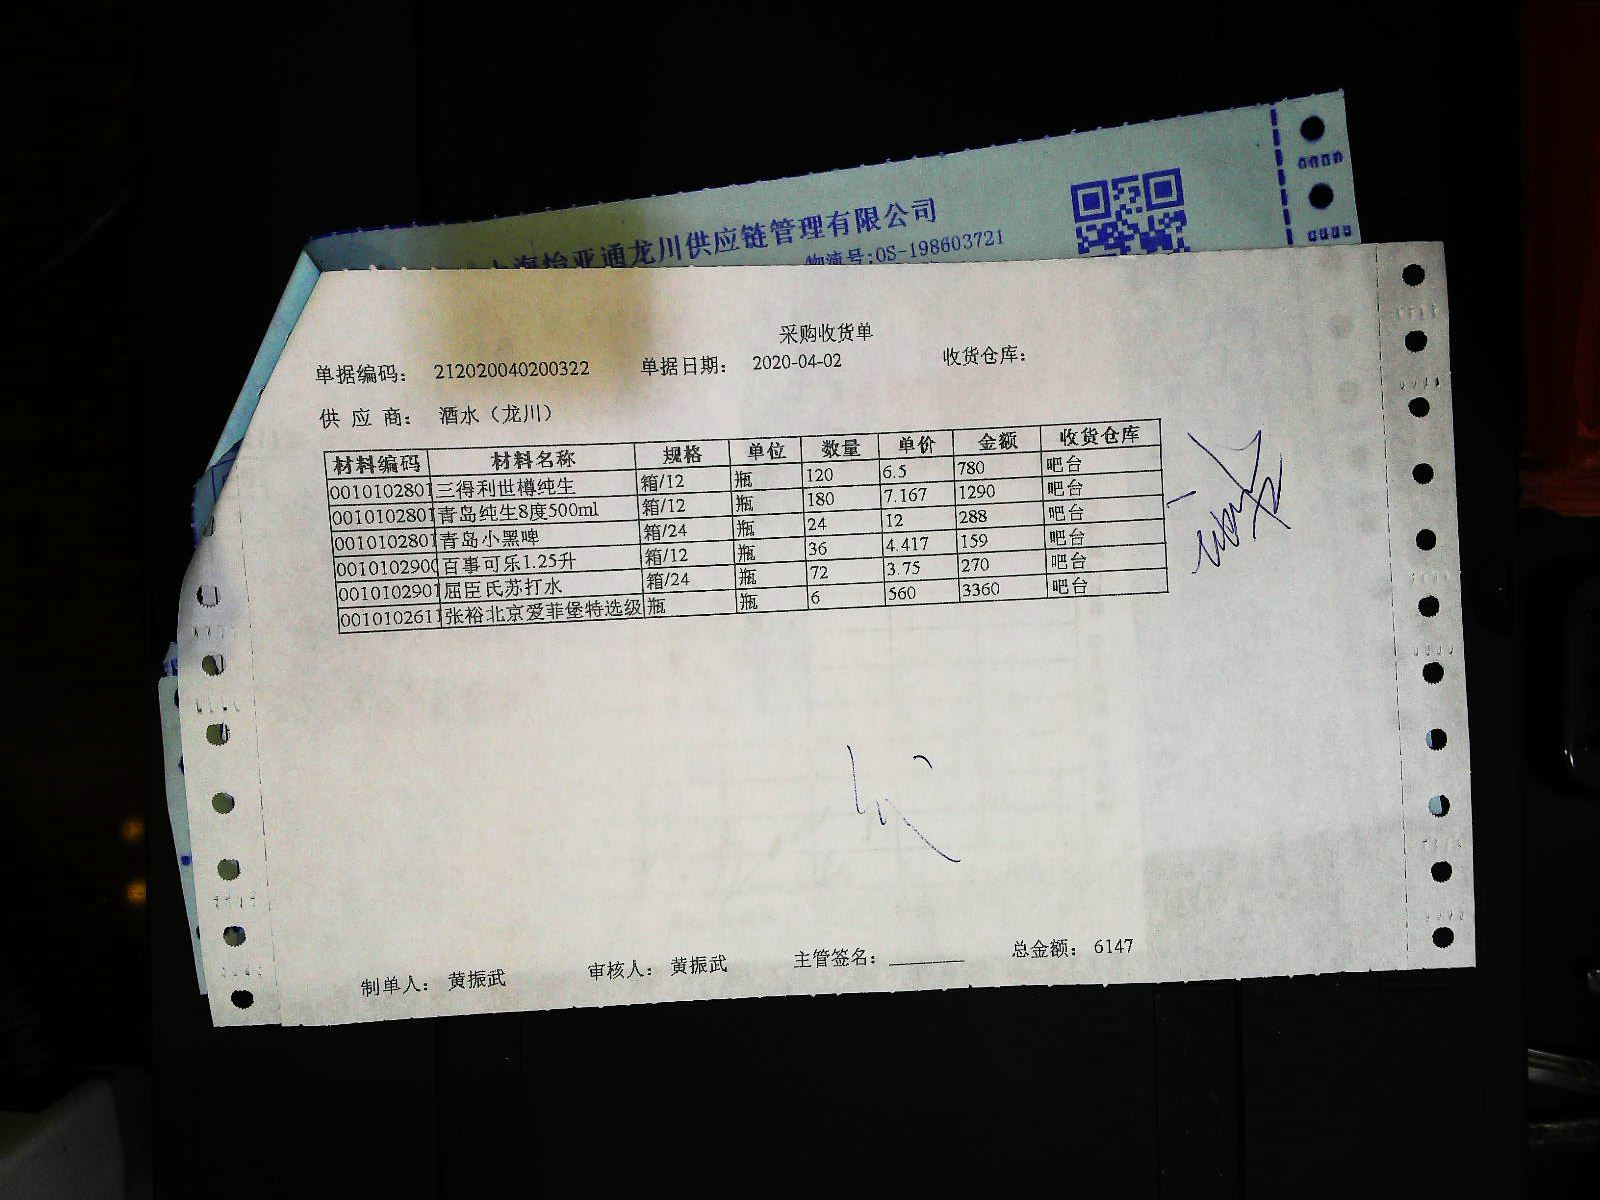 上海怡亚通龙川供应链管理有限公司
物流号:OS-198603721
采购收货单
单据编码: 212020040200322 单据日期: 2020-04-02 收货仓库:
供 应 商: 酒水（龙川）
材料编码 材料名称 规格 单位 数量 单价 金额 收货仓库
0010102801 三得利世樽纯生 箱/12 瓶 120 6.5 780 吧台
0010102801 青岛纯生8度500ml 箱/12 瓶 180 7.167 1290 吧台
0010102801 青岛小黑啤 箱/24 瓶 24 12 288 吧台
0010102900 百事可乐1.25升 箱/12 瓶 36 4.417 159 吧台
0010102901 屈臣氏苏打水 箱/24 瓶 72 3.75 270 吧台
0010102611 张裕北京爱菲堡特选级 瓶 瓶 6 560 3360 吧台
制单人: 黄振武 审核人: 黄振武 主管签名: 总金额: 6147